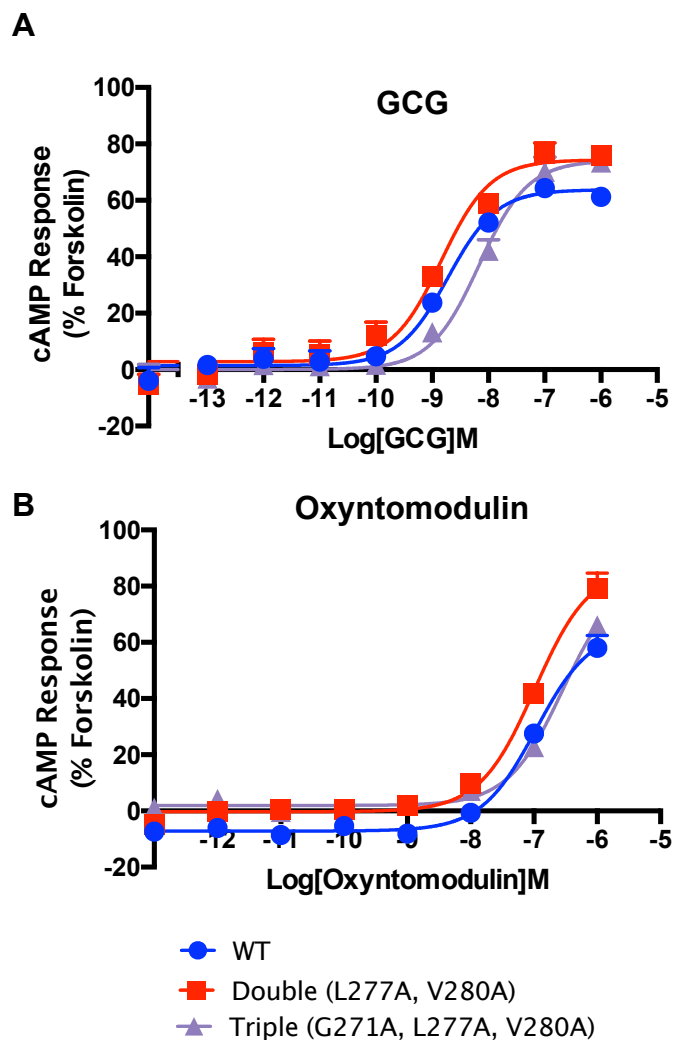 A
GCG
100
80
60
40
20
0
-20
cAMP Response
(% Forskolin)
-13 -12 -11 -10 -9 -8 -7 -6 -5
Log[GCG]M
B
Oxyntomodulin
100
80
60
40
20
0
-20
cAMP Response
(% Forskolin)
-12 -11 -10 -9 -8 -7 -6 -5
Log[Oxyntomodulin]M
WT
Double (L277A, V280A)
Triple (G271A, L277A, V280A)